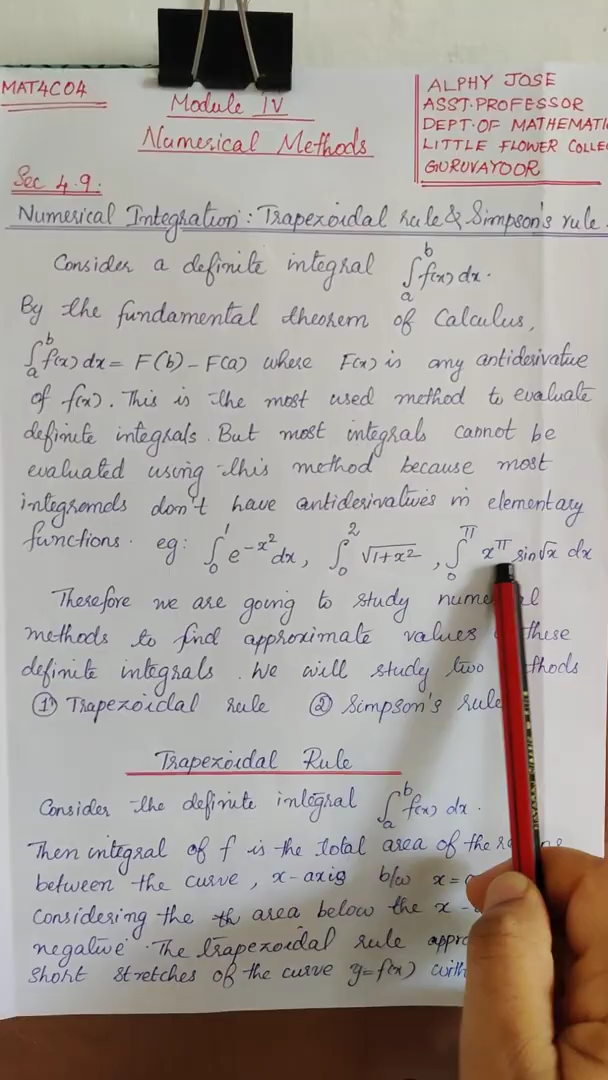 MAT4C04
Module IV
Numerical Methods
ALPHY JOSE
ASST.PROFESSOR
DEPT.OF MATHEMATI
LITTLE FLOWER COLLE
GURUVAYOOR
Sec 4.9:
Numerical Integration: Trapezoidal rule & Simpson's rule.
Consider a definite integral ∫_a^b f(x) dx.
By the fundamental theorem of Calculus,
∫_a^b f(x) dx = F(b) - F(a) where F(x) is any antiderivative
of f(x). This is the most used method to evaluate
definite integrals. But most integrals cannot be
evaluated using this method because most
integrands don't have antiderivatives in elementary
functions. eg: ∫_0^1 e^{-x^2} dx, ∫_0^2 √(1+x^2), ∫_0^π x^π sin√x dx
Therefore we are going to study
methods to find approximate values these
definite integrals. We will study two
① Trapezoidal rule ② Simpson's rule
Trapezoidal Rule
Consider the definite integral ∫_a^b f(x) dx.
Then integral of f is the total area of the
between the curve, x-axis b/w x=
Considering the area below the x-
negative. The trapezoidal rule
short stretches of the curve y=f(x) with